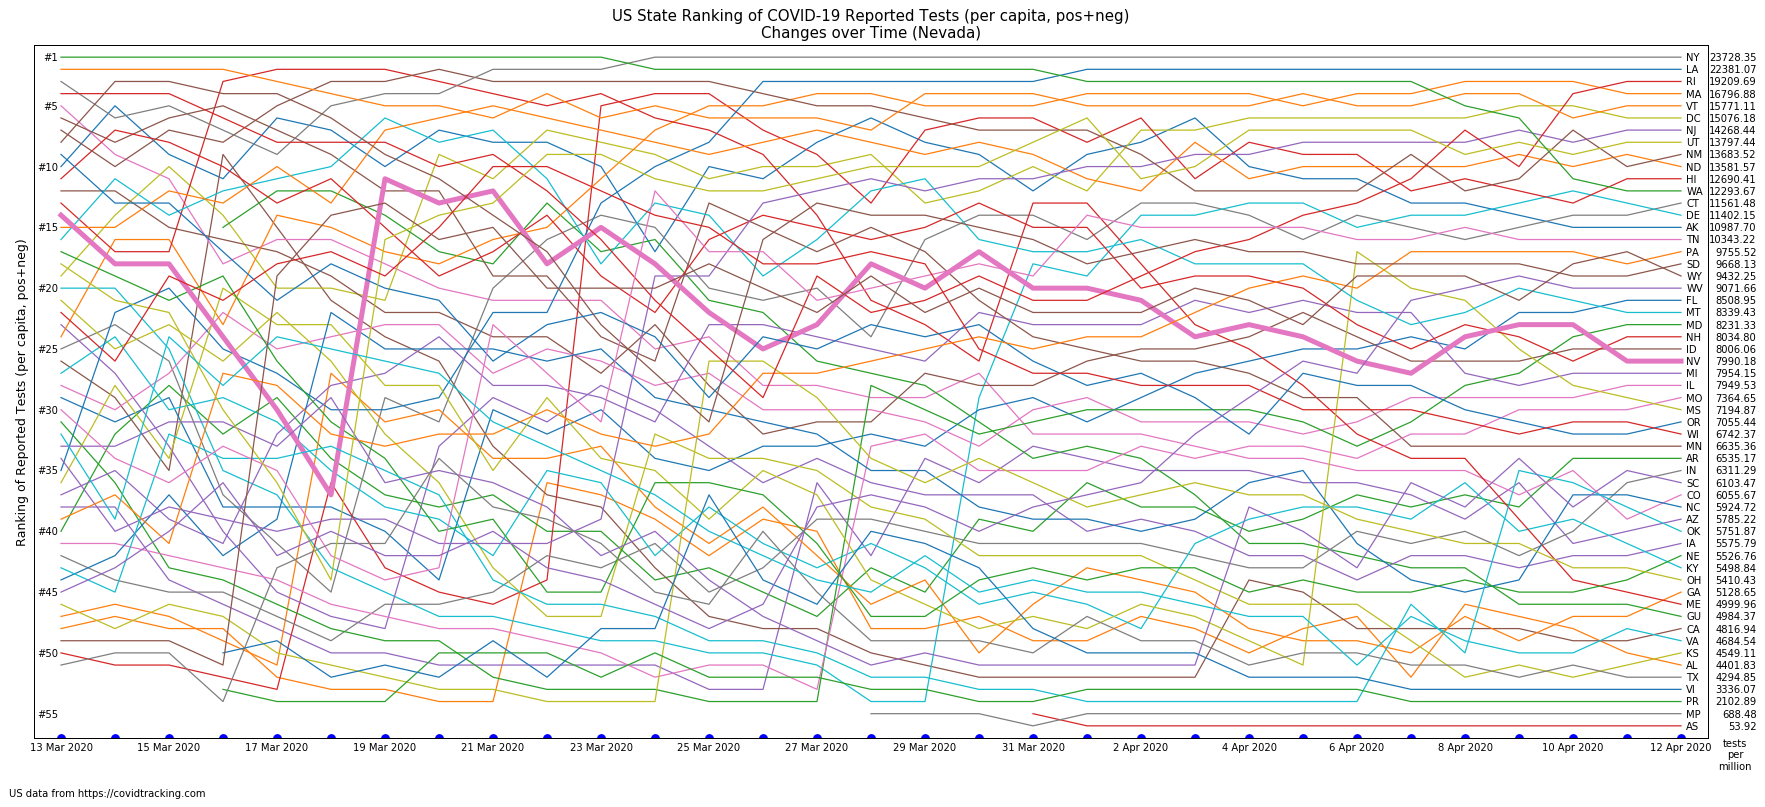 US State Ranking of COVID-19 Reported Tests (per capita, pos+neg)
Changes over Time (Nevada)
Ranking of Reported Tests (per capita, pos+neg)
#1
#5
#10
#15
#20
#25
#30
#35
#40
#45
#50
#55
NY 23728.35
LA 22381.07
RI 19209.69
MA 16796.88
VT 15771.11
DC 15076.18
NJ 14268.44
UT 13797.44
NM 13683.52
ND 13581.57
HI 12690.41
WA 12293.67
CT 11561.48
DE 11402.15
AK 10987.70
TN 10343.22
PA 9755.52
SD 9668.13
WY 9432.25
WV 9071.66
FL 8508.95
MT 8339.43
MD 8231.33
NH 8034.80
ID 8006.06
NV 7990.18
MI 7954.15
IL 7949.53
MO 7364.65
MS 7194.87
OR 7055.44
WI 6742.37
MN 6635.36
AR 6535.17
IN 6311.29
SC 6103.47
CO 6055.67
NC 5924.72
AZ 5785.22
OK 5751.87
IA 5575.79
NE 5526.76
KY 5498.84
OH 5410.43
GA 5128.65
ME 4999.96
GU 4984.37
CA 4816.94
VA 4684.54
KS 4549.11
AL 4401.83
TX 4294.85
VI 3336.07
PR 2102.89
MP 688.48
AS 53.92
13 Mar 2020 15 Mar 2020 17 Mar 2020 19 Mar 2020 21 Mar 2020 23 Mar 2020 25 Mar 2020 27 Mar 2020 29 Mar 2020 31 Mar 2020 2 Apr 2020 4 Apr 2020 6 Apr 2020 8 Apr 2020 10 Apr 2020 12 Apr 2020
tests
per
million
US data from https://covidtracking.com